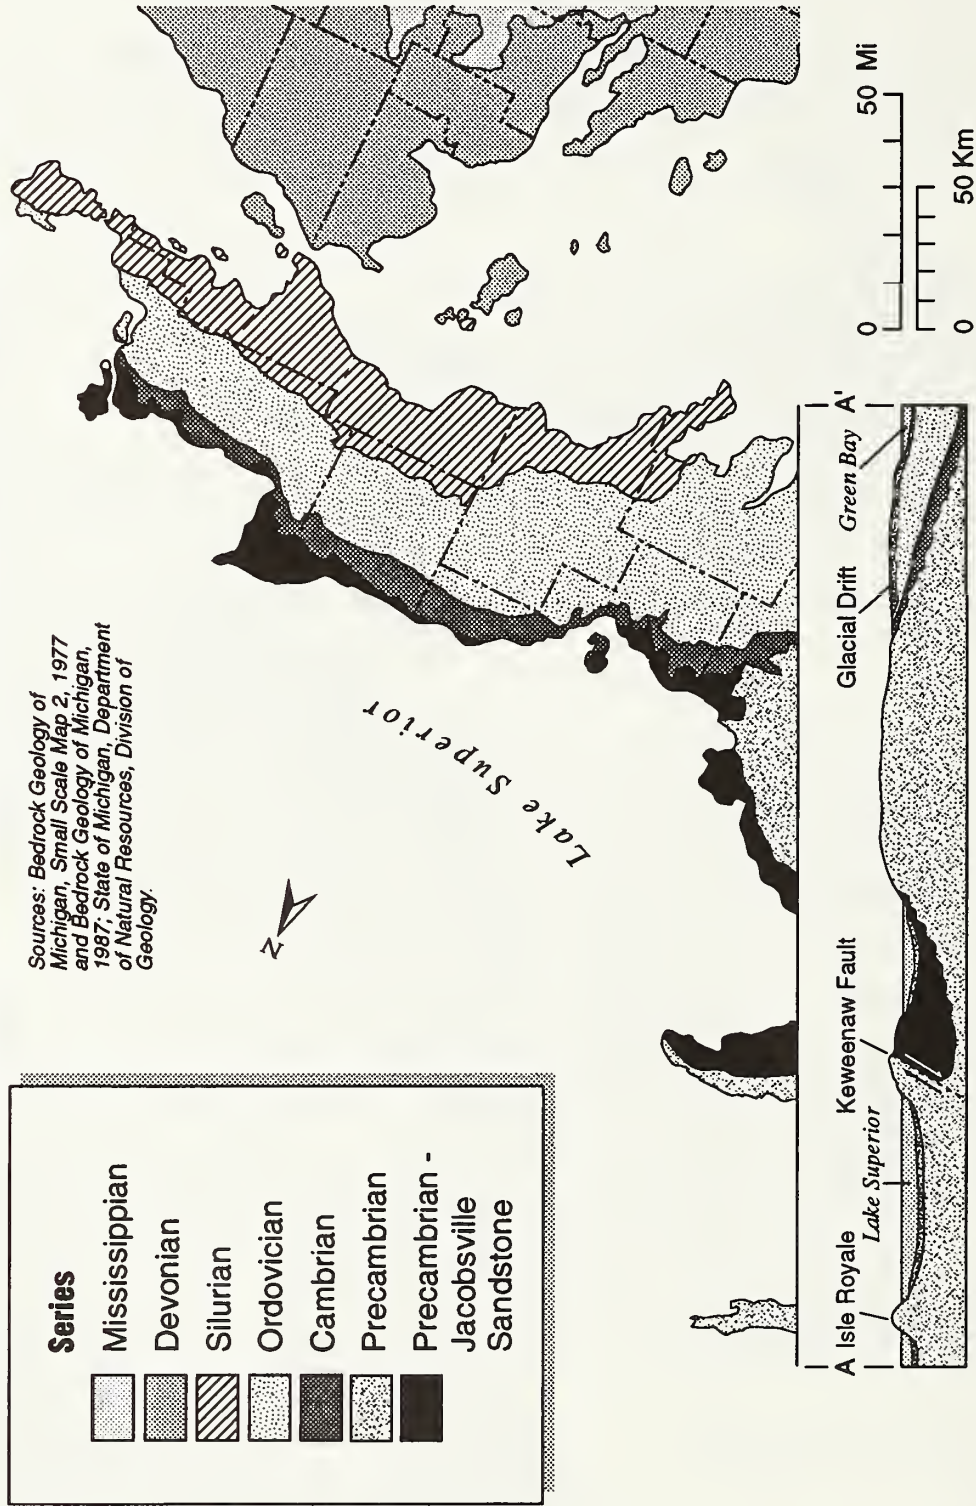 Series
Mississippian
Devonian
Silurian
Ordovician
Cambrian
Precambrian
Precambrian -
Jacobsville
Sandstone
Sources: Bedrock Geology of
Michigan, Small Scale Map 2, 1977
and Bedrock Geology of Michigan,
1987; State of Michigan, Department
of Natural Resources, Division of
Geology.
N
Lake Superior
A
Isle Royale
Lake Superior
Keweenaw Fault
Glacial Drift
Green Bay
A'
0 50 Mi
0 50 Km